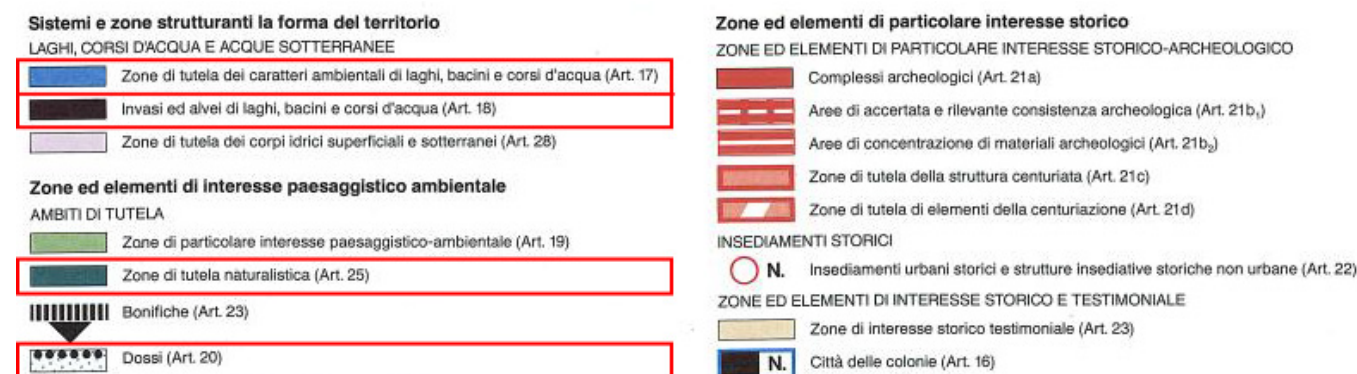 Sistemi e zone strutturanti la forma del territorio
LAGHI, CORSI D'ACQUA E ACQUE SOTTERRANEE
Zone di tutela dei caratteri ambientali di laghi, bacini e corsi d'acqua (Art. 17)
Invasi ed alvei di laghi, bacini e corsi d'acqua (Art. 18)
Zone di tutela dei corpi idrici superficiali e sotterranei (Art. 28)
Zone ed elementi di interesse paesaggistico ambientale
AMBITI DI TUTELA
Zone di particolare interesse paesaggistico-ambientale (Art. 19)
Zone di tutela naturalistica (Art. 25)
Bonifiche (Art. 23)
Dossi (Art. 20)
Zone ed elementi di particolare interesse storico
ZONE ED ELEMENTI DI PARTICOLARE INTERESSE STORICO-ARCHEOLOGICO
Complessi archeologici (Art. 21a)
Aree di accertata e rilevante consistenza archeologica (Art. 21b₁)
Aree di concentrazione di materiali archeologici (Art. 21b₂)
Zone di tutela della struttura centuriata (Art. 21c)
Zone di tutela di elementi della centuriazione (Art. 21d)
INSEDIAMENTI STORICI
N. Insediamenti urbani storici e strutture insediative storiche non urbane (Art. 22)
ZONE ED ELEMENTI DI INTERESSE STORICO E TESTIMONIALE
Zone di interesse storico testimoniale (Art. 23)
N. Città delle colonie (Art. 16)